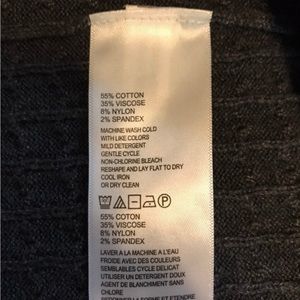 55% COTTON
35% VISCOSE
8% NYLON
2% SPANDEX
MACHINE WASH COLD
WITH LIKE COLORS
MILD DETERGENT
GENTLE CYCLE
NON-CHLORINE BLEACH
RESHAPE AND LAY FLAT TO DRY
COOL IRON
OR DRY CLEAN
P
55% COTTON
35% VISCOSE
8% NYLON
2% SPANDEX
LAVER A LA MACHINE A L'EAU
FROIDE AVEC DES COULEURS
SEMBLABLES CYCLE DELICAT
UTILISER UN DETERGENT DOUX
AGENT DE BLANCHIMENT SANS
CHLORE